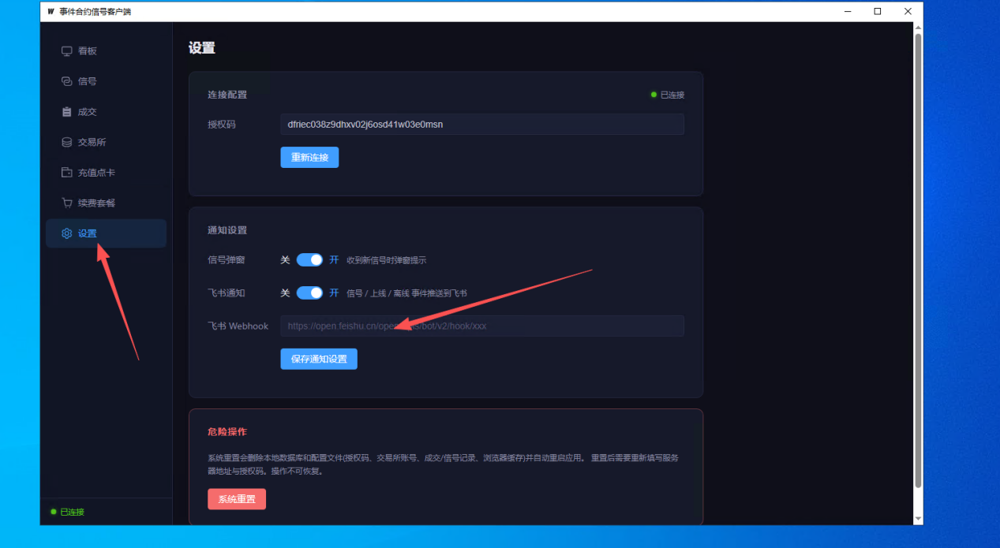 W 事件合约信号客户端
看板
信号
成交
交易所
充值点卡
续费套餐
设置
已连接
设置
连接配置
已连接
授权码 dfriec038z9dhxv02j6osd41w03e0msn
重新连接
通知设置
信号弹窗 关 开 收到新信号时弹窗提示
飞书通知 关 开 信号 / 上线 / 离线 事件推送到飞书
飞书 Webhook https://open.feishu.cn/ope s/bot/v2/hook/xxx
保存通知设置
危险操作
系统重置会删除本地数据库和配置文件(授权码、交易所账号、成交/信号记录、浏览器缓存)并自动重启应用。 重置后需要重新填写服务
器地址与授权码。操作不可恢复。
系统重置